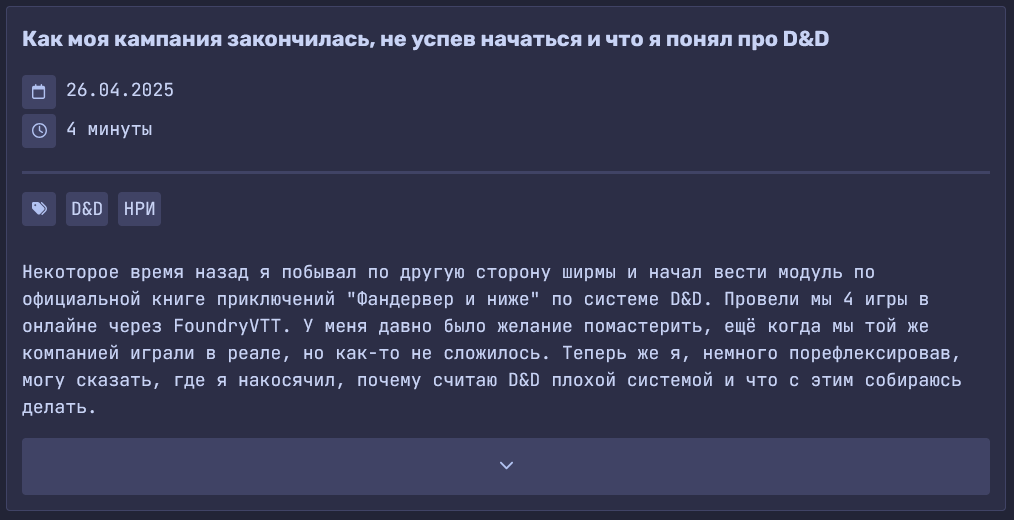 Как моя кампания закончилась, не успев начаться и что я понял про D&D
26.04.2025
4 минуты
D&D НРИ
Некоторое время назад я побывал по другую сторону ширмы и начал вести модуль по
официальной книге приключений "Фандервер и ниже" по системе D&D. Провели мы 4 игры в
онлайне через FoundryVTT. У меня давно было желание помастерить, ещё когда мы той же
компанией играли в реале, но как-то не сложилось. Теперь же я, немного порефлексировав,
могу сказать, где я накосячил, почему считаю D&D плохой системой и что с этим собираюсь
делать.